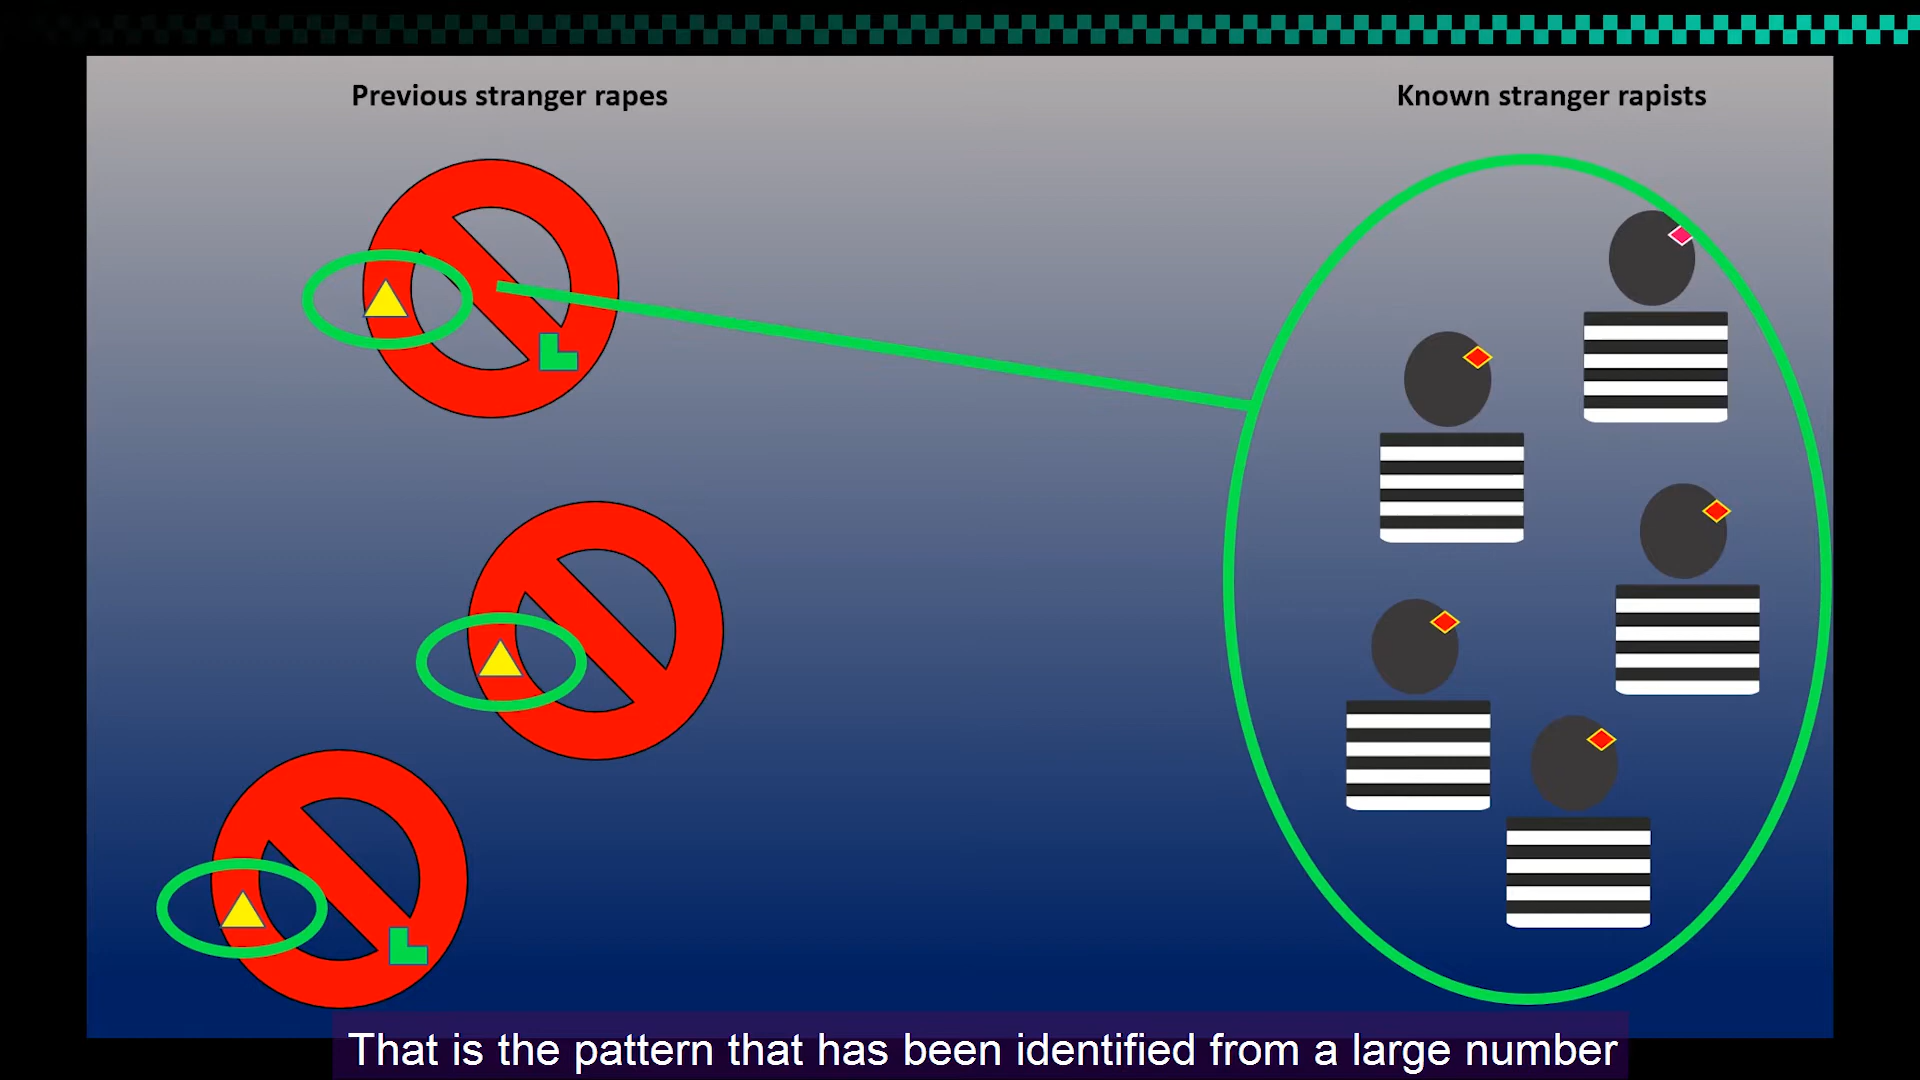 Previous stranger rapes
Known stranger rapists
That is the pattern that has been identified from a large number